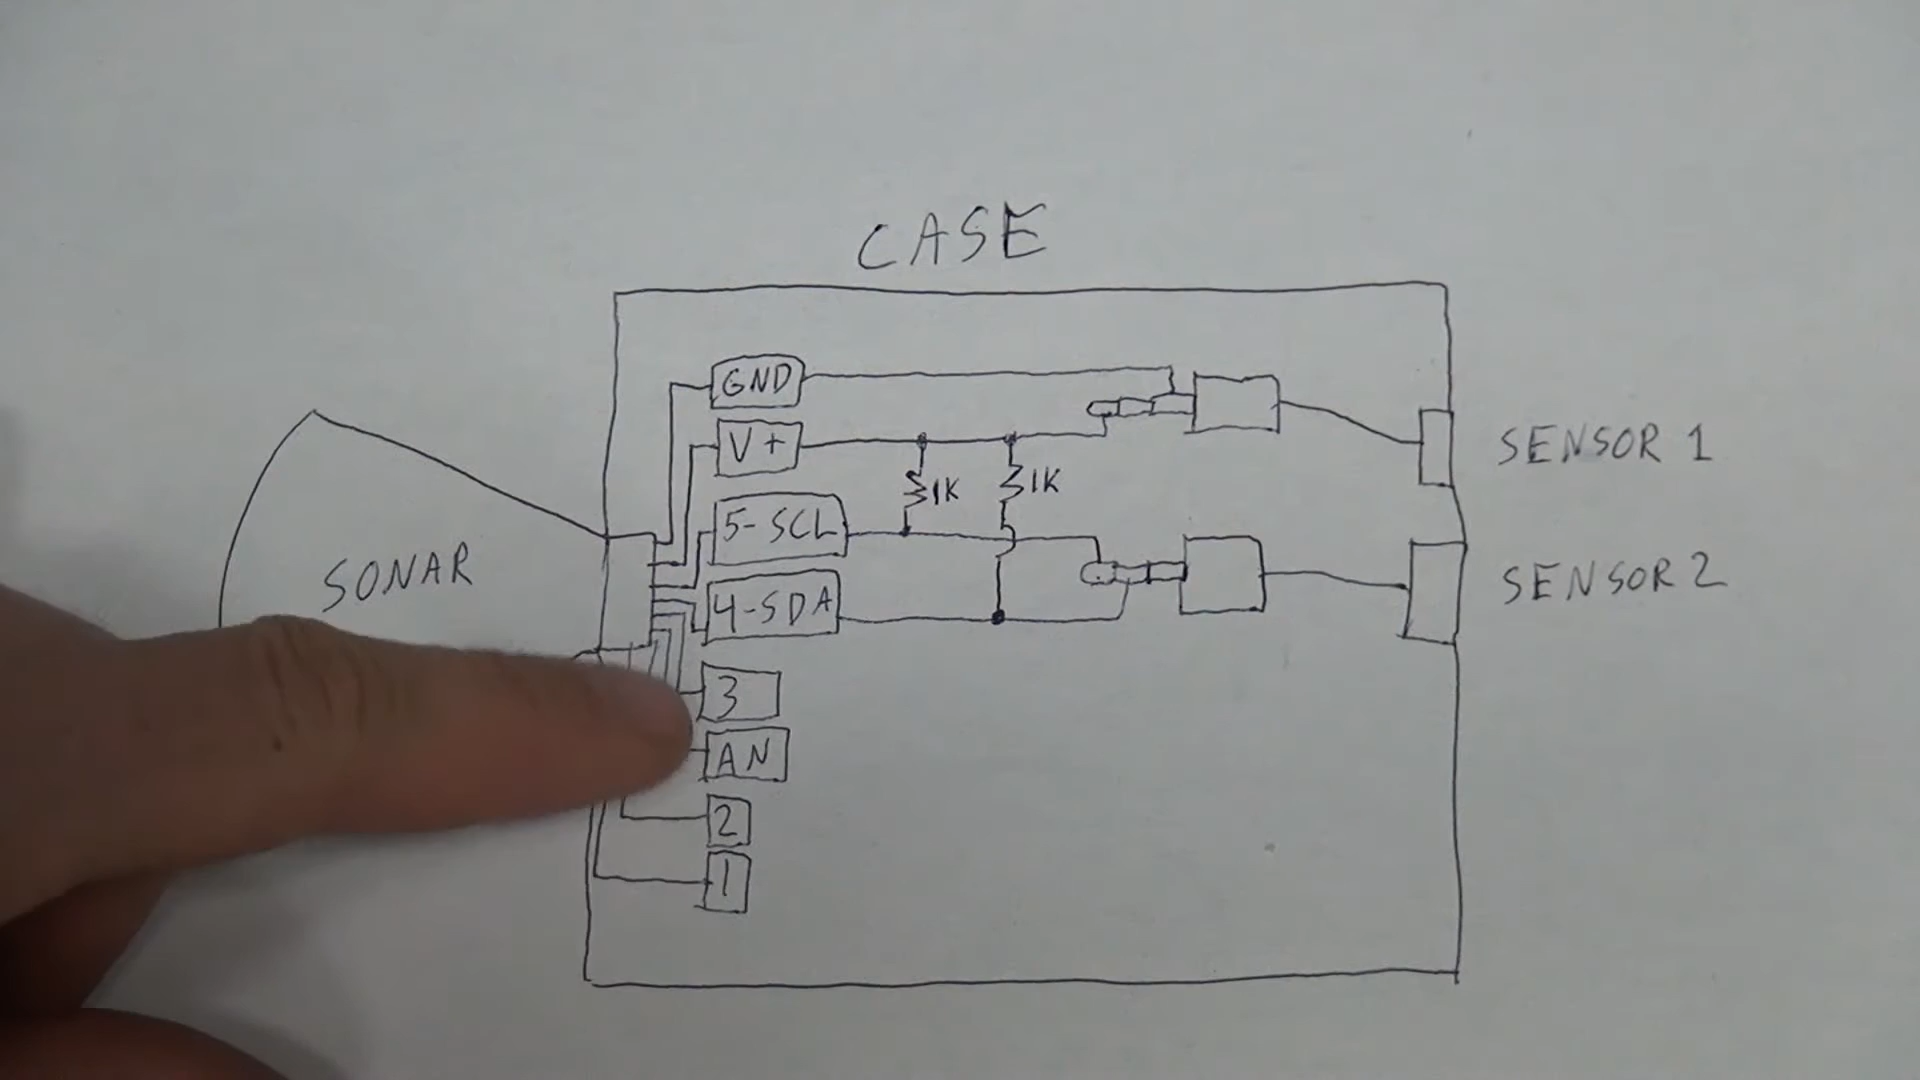 CASE
GND
V+
1K 1K
SENSOR 1
5-SCL
SONAR
SENSOR 2
4-SDA
3
AN
2
1